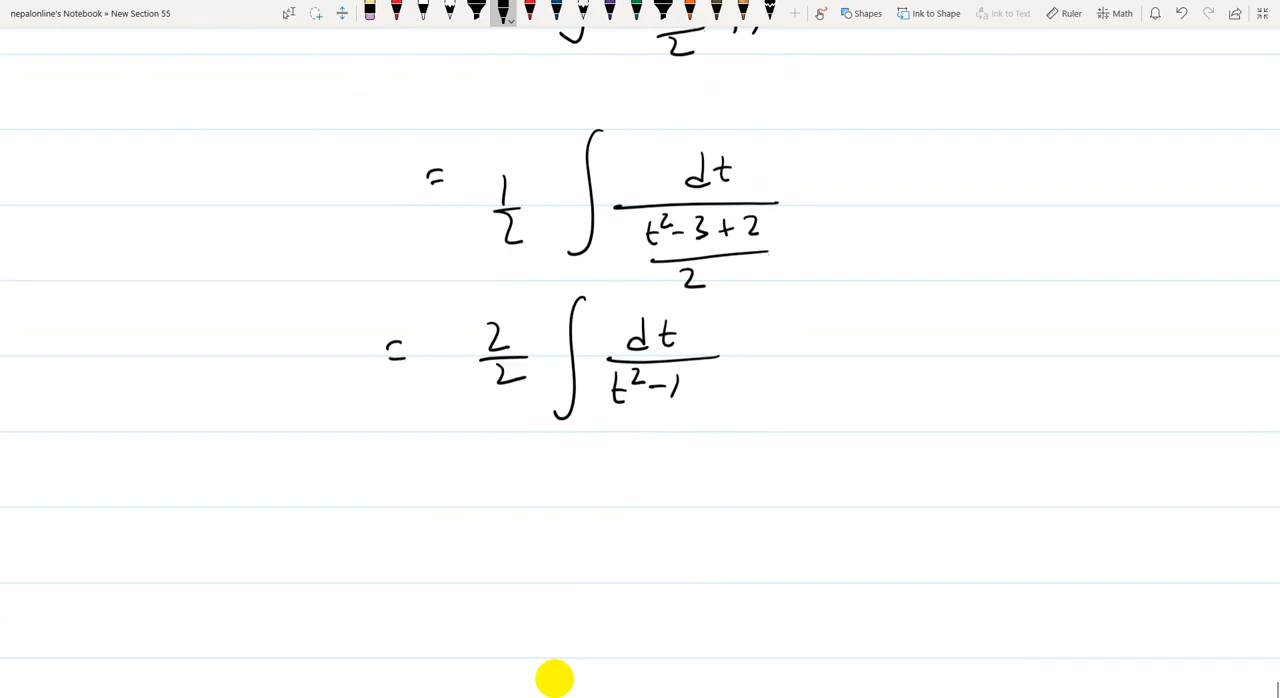 nepalonline's Notebook » New Section 55
Shapes Ink to Shape Ink to Text Ruler Math
2
= 1/2 ∫ dt/((t² - 3 + 2)/2)
= 2/2 ∫ dt/(t² - 1